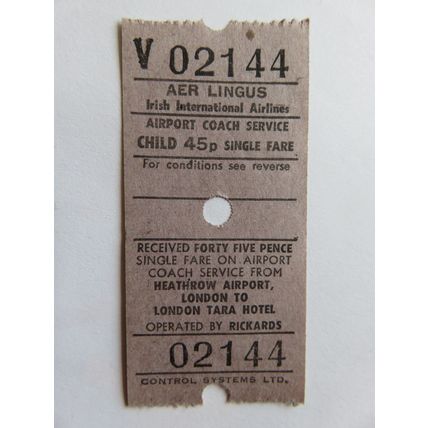 V 02144
AER LINGUS
Irish International Airlines
AIRPORT COACH SERVICE
CHILD 45p SINGLE FARE
For conditions see reverse
RECEIVED FORTY FIVE PENCE
SINGLE FARE ON AIRPORT
COACH SERVICE FROM
HEATHROW AIRPORT,
LONDON TO
LONDON TARA HOTEL
OPERATED BY RICKARDS
02144
CONTROL SYSTEMS LTD.